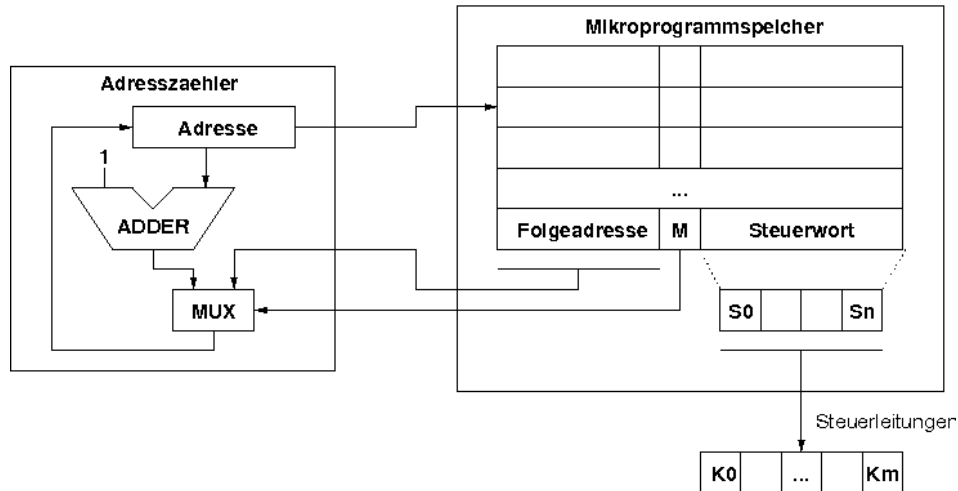 Mikroprogrammspeicher
Adresszaehler
Adresse
1
ADDER
...
Folgeadresse M Steuerwort
MUX
S0 Sn
Steuerleitungen
K0 ... Km